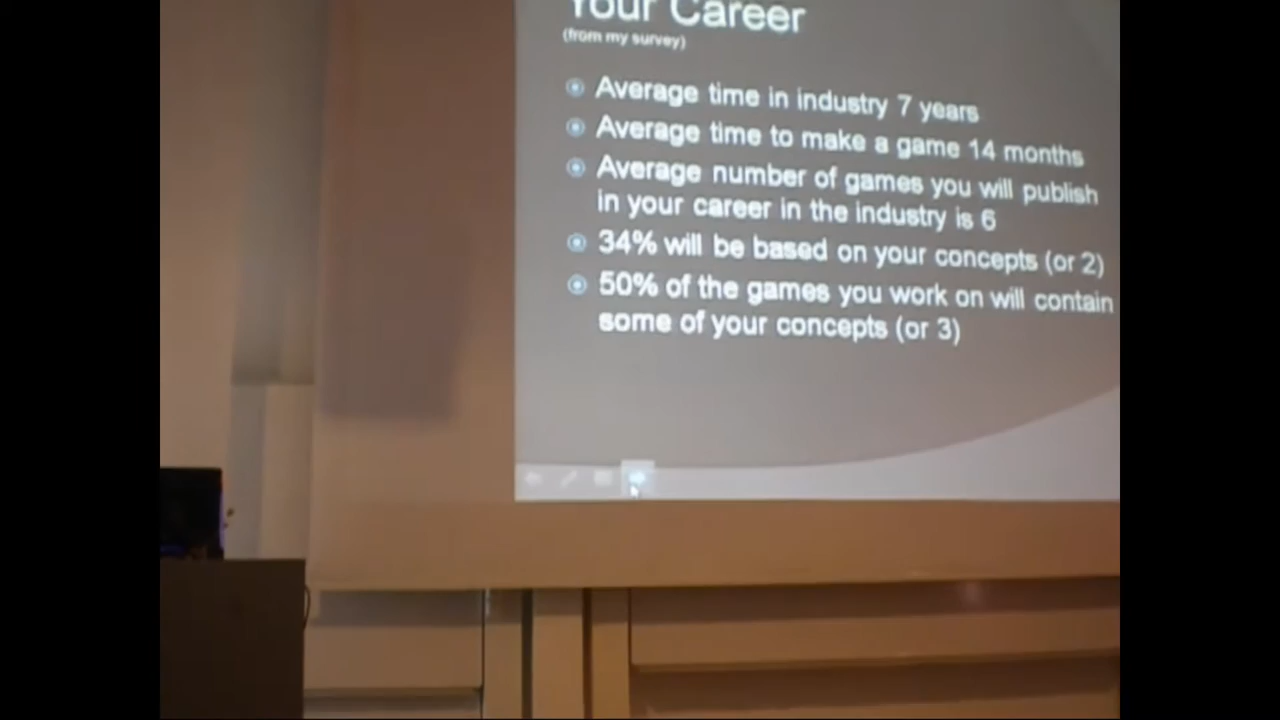 Your Career
(from my survey)
Average time in industry 7 years
Average time to make a game 14 months
Average number of games you will publish
in your career in the industry is 6
34% will be based on your concepts (or 2)
50% of the games you work on will contain
some of your concepts (or 3)